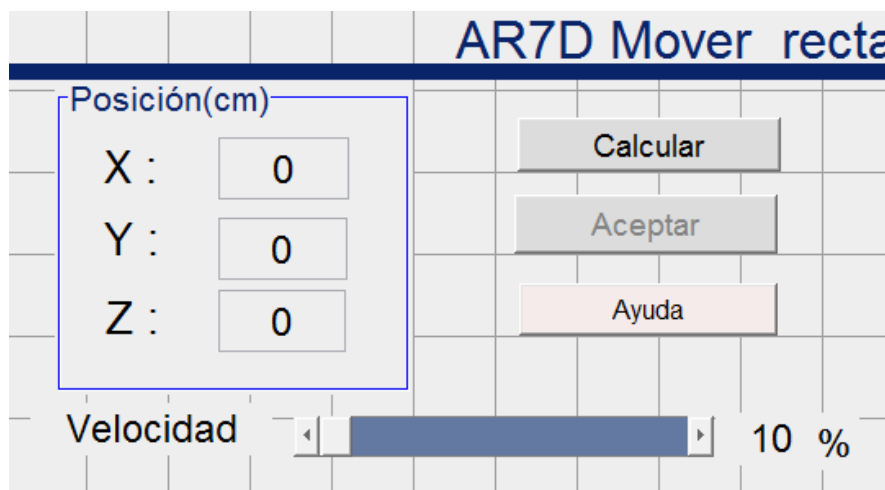 AR7D Mover recta
Posición(cm)
X : 0
Y : 0
Z : 0
Calcular
Aceptar
Ayuda
Velocidad 10 %